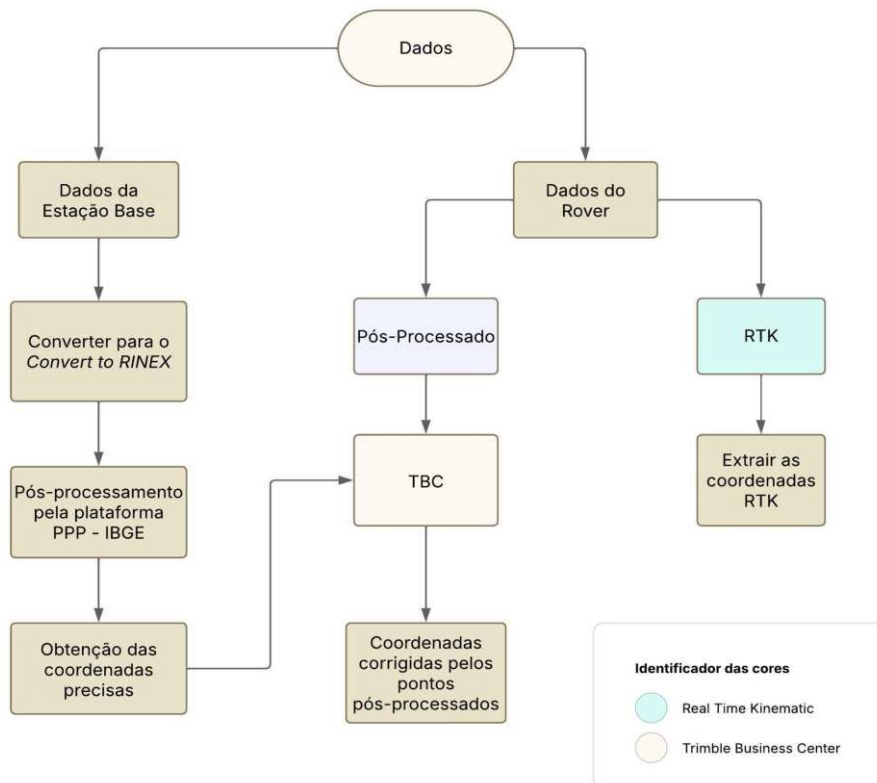 Dados
Dados da
Estação Base
Dados do
Rover
Converter para o
Convert to RINEX
Pós-Processado
RTK
Pós-processamento
pela plataforma
PPP - IBGE
TBC
Extrair as
coordenadas
RTK
Obtenção das
coordenadas
precisas
Coordenadas
corrigidas pelos
pontos
pós-processados
Identificador das cores
Real Time Kinematic
Trimble Business Center